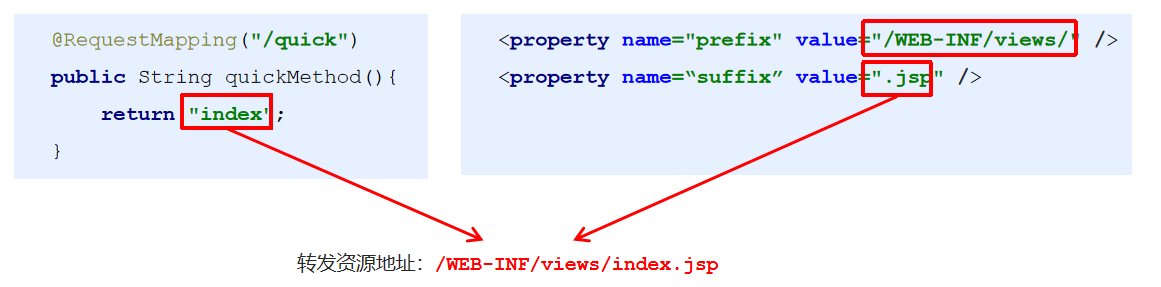 @RequestMapping("/quick")
public String quickMethod(){
return "index";
}
<property name="prefix" value="/WEB-INF/views/" />
<property name=“suffix” value=".jsp" />
转发资源地址：/WEB-INF/views/index.jsp